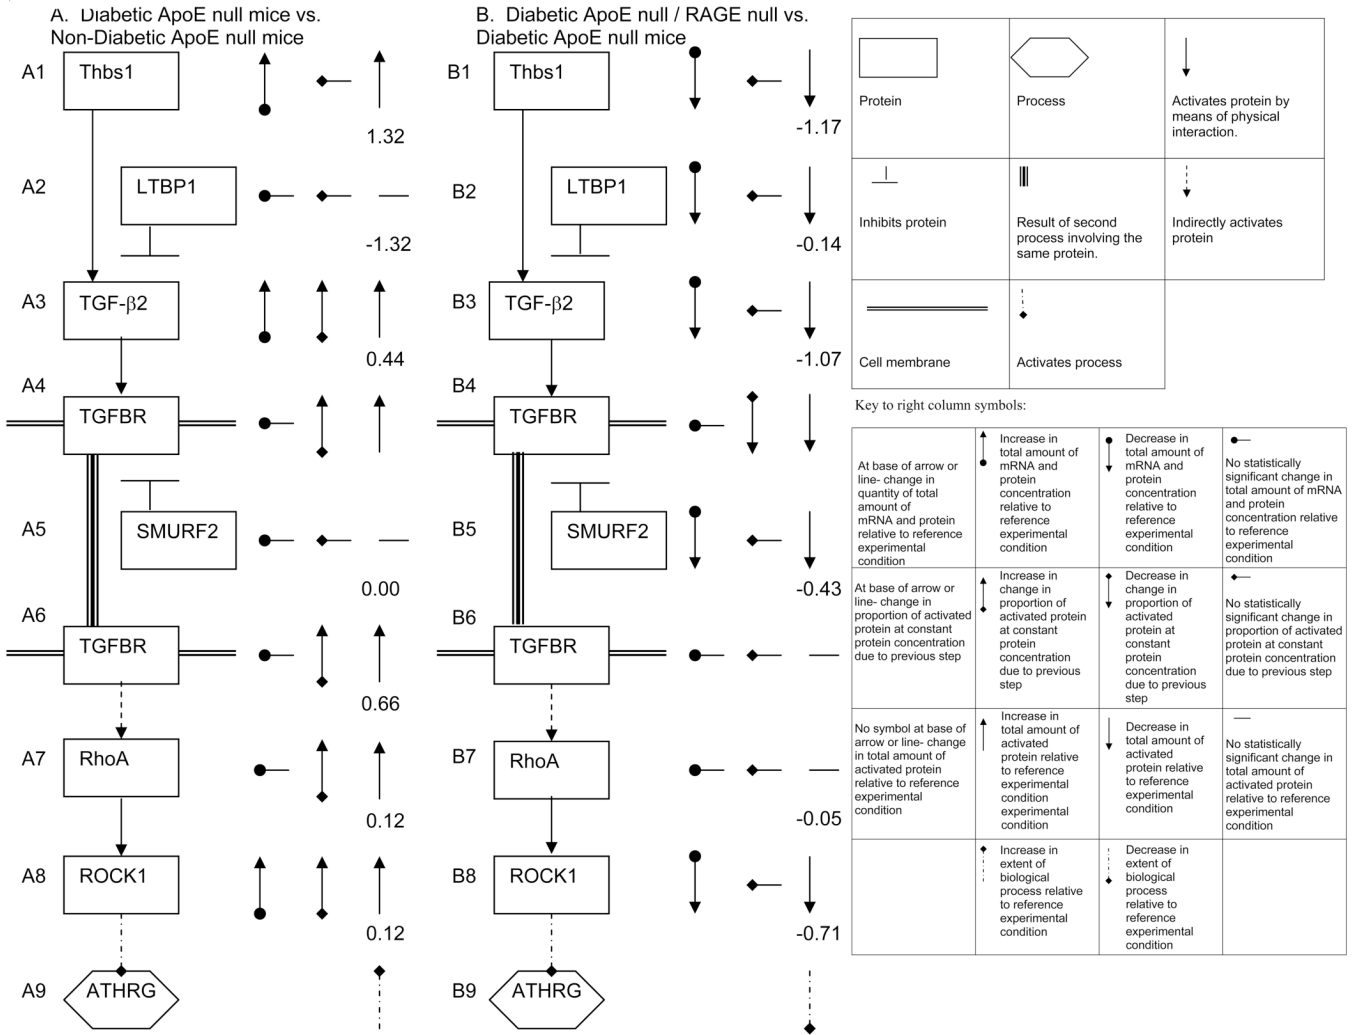 A. Diabetic ApoE null mice vs.
Non-Diabetic ApoE null mice
A1
Thbs1
1.32
A2
LTBP1
-1.32
A3
TGF-β2
0.44
A4
TGFBR
A5
SMURF2
0.00
A6
TGFBR
0.66
A7
RhoA
0.12
A8
ROCK1
0.12
A9
ATHRG
B. Diabetic ApoE null / RAGE null vs.
Diabetic ApoE null mice
B1
Thbs1
-1.17
B2
LTBP1
-0.14
B3
TGF-β2
-1.07
B4
TGFBR
B5
SMURF2
-0.43
B6
TGFBR
B7
RhoA
-0.05
B8
ROCK1
-0.71
B9
ATHRG
Protein
Process
Activates protein by
means of physical
interaction.
Inhibits protein
Result of second
process involving the
same protein.
Indirectly activates
protein
Cell membrane
Activates process
Key to right column symbols:
At base of arrow or
line- change in
quantity of total
amount of
mRNA and protein
relative to reference
experimental
condition
Increase in
total amount of
mRNA and
protein
concentration
relative to
reference
experimental
condition
Decrease in
total amount of
mRNA and
protein
concentration
relative to
reference
experimental
condition
No statistically
significant change in
total amount of mRNA
and protein
concentration relative
to reference
experimental
condition
At base of arrow or
line- change in
proportion of activated
protein at constant
protein concentration
due to previous step
Increase in
change in
proportion of
activated protein
at constant
protein
concentration
due to previous
step
Decrease in
change in
proportion of
activated
protein at
constant
protein
concentration
due to previous
step
No statistically
significant change in
proportion of activated
protein at constant
protein concentration
due to previous step
No symbol at base of
arrow or line- change
in total amount of
activated protein
relative to reference
experimental
condition
Increase in
total amount of
activated
protein relative
to reference
experimental
condition
experimental
condition
Decrease in
total amount of
activated
protein relative
to reference
experimental
condition
No statistically
significant change in
total amount of
activated protein
relative to reference
experimental
condition
Increase in
extent of
biological
process relative
to reference
experimental
condition
Decrease in
extent of
biological
process
relative to
reference
experimental
condition